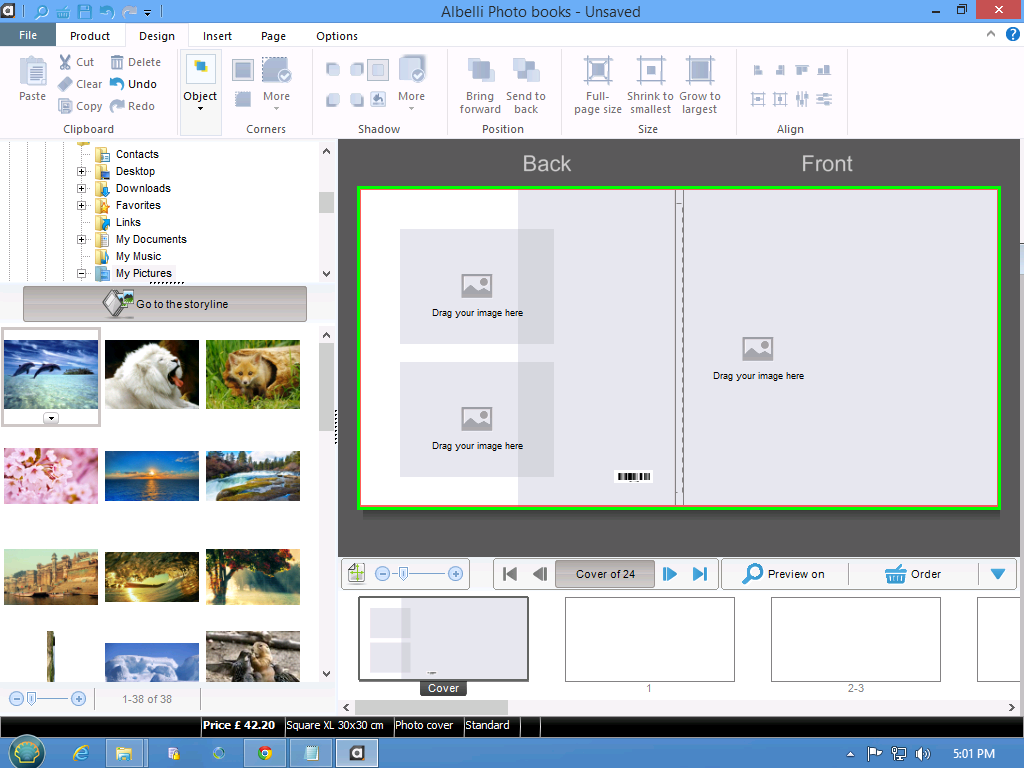 Albelli Photo books - Unsaved
File Product Design Insert Page Options
Paste
Cut
Clear
Copy
Delete
Undo
Redo
Clipboard
Object
More
Corners
More
Shadow
Bring forward
Send to back
Position
Full-page size
Shrink to smallest
Grow to largest
Size
Align
Contacts
Desktop
Downloads
Favorites
Links
My Documents
My Music
My Pictures
Go to the storyline
1-38 of 38
Back
Front
Drag your image here
Drag your image here
Drag your image here
Cover of 24
Preview on
Order
Cover
1
2-3
Price £ 42.20 Square XL 30x30 cm Photo cover Standard
5:01 PM